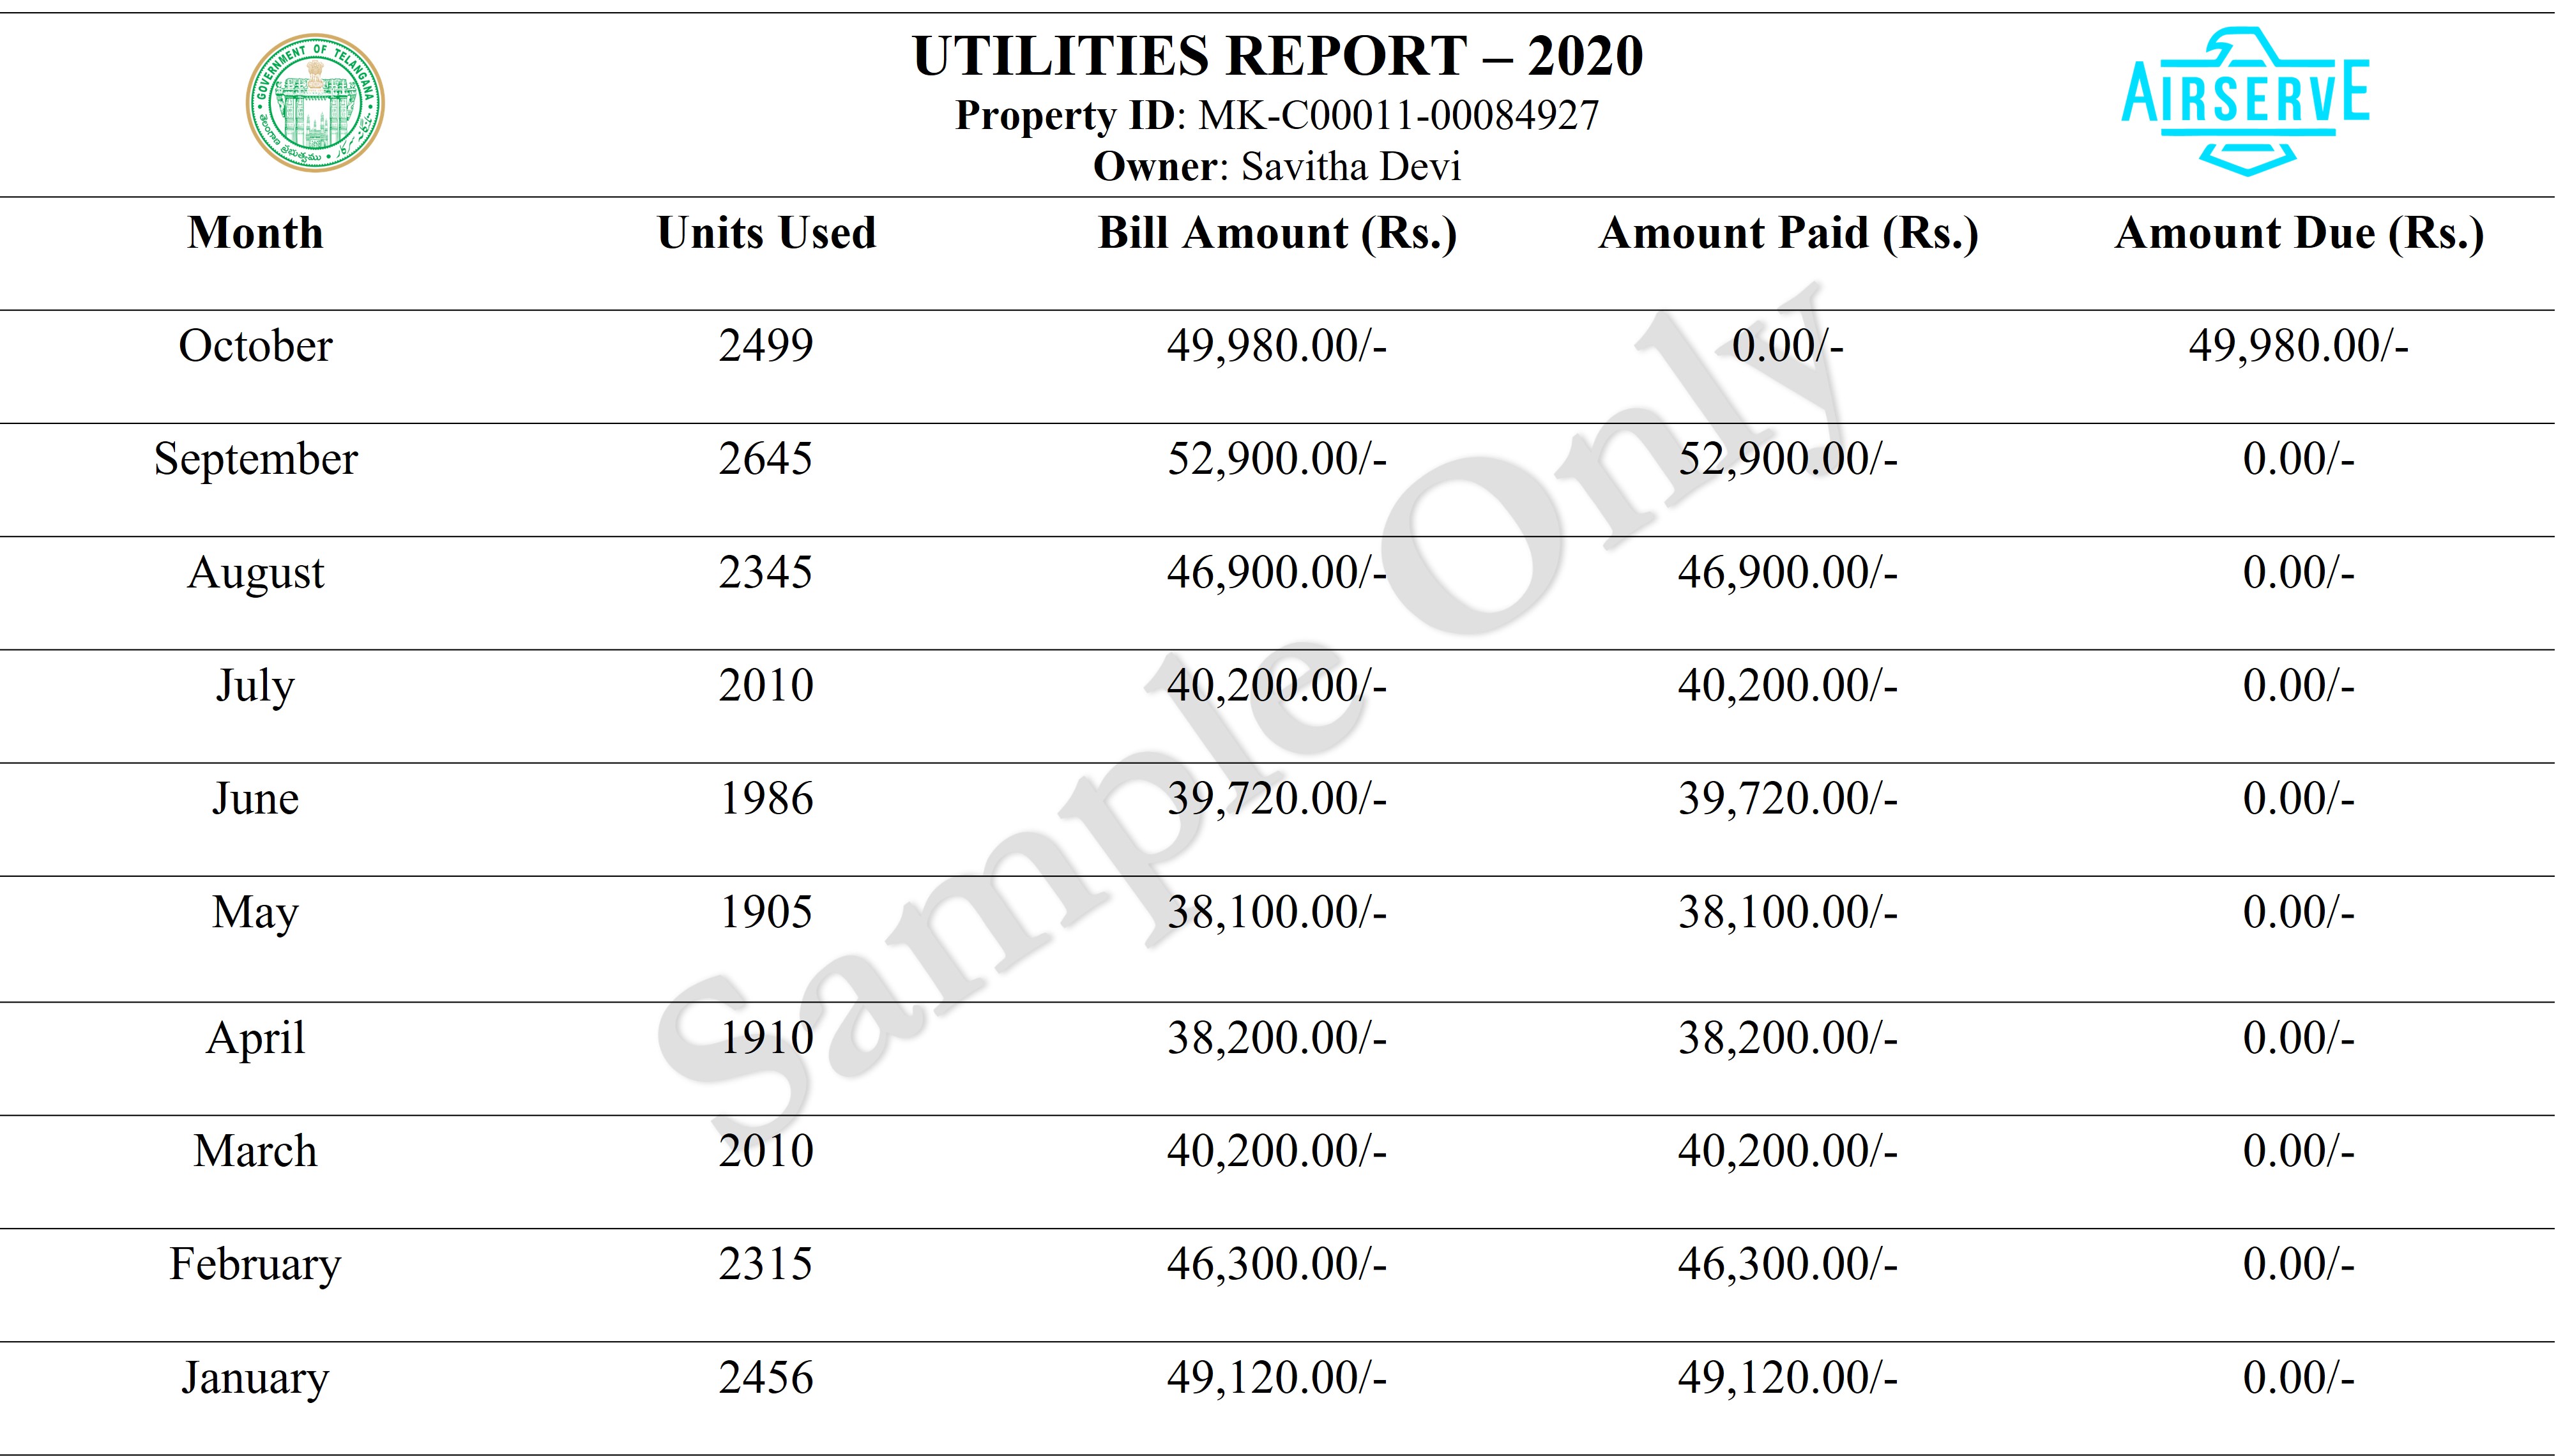 GOVERNMENT OF TELANGANA
తెలంగాణ ప్రభుత్వము
UTILITIES REPORT – 2020
Property ID: MK-C00011-00084927
Owner: Savitha Devi
AIRSERVE
Month Units Used Bill Amount (Rs.) Amount Paid (Rs.) Amount Due (Rs.)
October 2499 49,980.00/- 0.00/- 49,980.00/-
September 2645 52,900.00/- 52,900.00/- 0.00/-
August 2345 46,900.00/- 46,900.00/- 0.00/-
July 2010 40,200.00/- 40,200.00/- 0.00/-
June 1986 39,720.00/- 39,720.00/- 0.00/-
May 1905 38,100.00/- 38,100.00/- 0.00/-
April 1910 38,200.00/- 38,200.00/- 0.00/-
March 2010 40,200.00/- 40,200.00/- 0.00/-
February 2315 46,300.00/- 46,300.00/- 0.00/-
January 2456 49,120.00/- 49,120.00/- 0.00/-
Sample Only